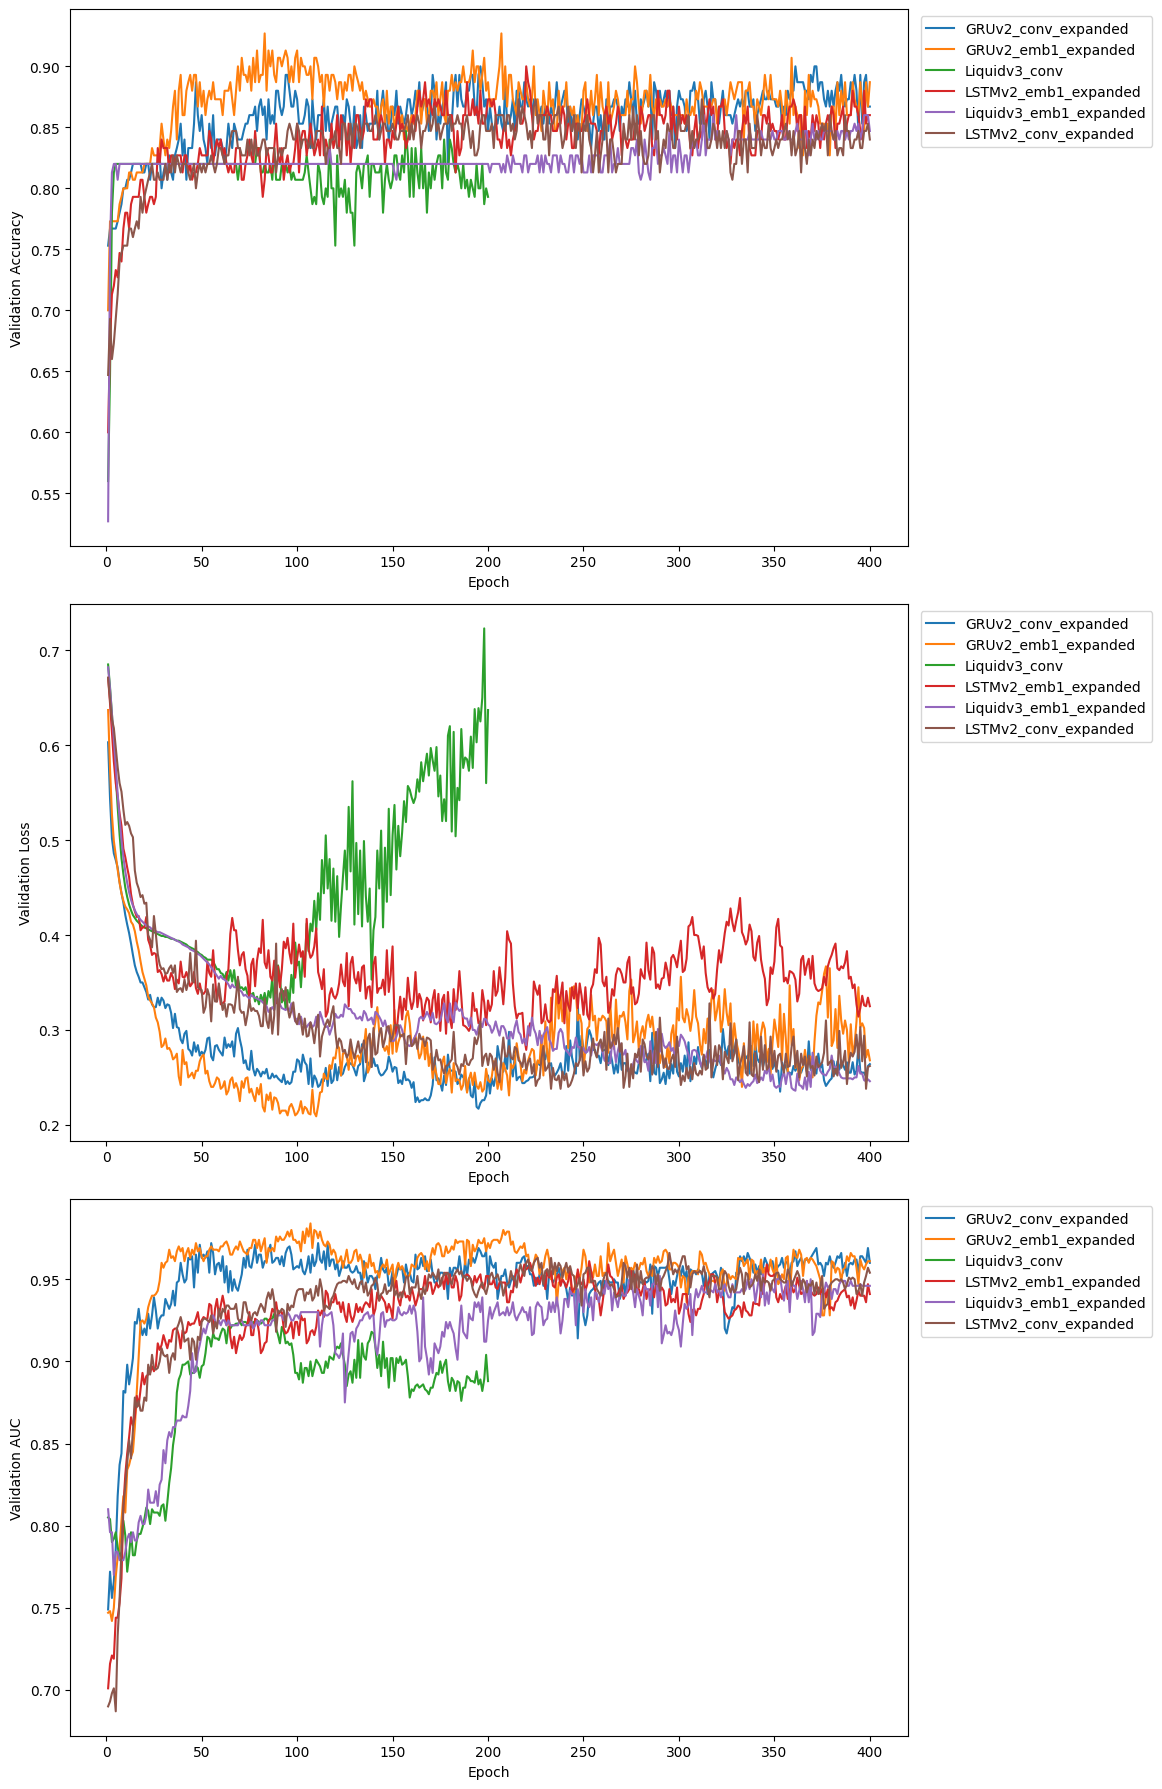 0.90
0.85
0.80
0.75
0.70
0.65
0.60
0.55
Validation Accuracy
0 50 100 150 200 250 300 350 400
Epoch
GRUv2_conv_expanded
GRUv2_emb1_expanded
Liquidv3_conv
LSTMv2_emb1_expanded
Liquidv3_emb1_expanded
LSTMv2_conv_expanded
0.7
0.6
0.5
0.4
0.3
0.2
Validation Loss
0 50 100 150 200 250 300 350 400
Epoch
GRUv2_conv_expanded
GRUv2_emb1_expanded
Liquidv3_conv
LSTMv2_emb1_expanded
Liquidv3_emb1_expanded
LSTMv2_conv_expanded
0.95
0.90
0.85
0.80
0.75
0.70
Validation AUC
0 50 100 150 200 250 300 350 400
Epoch
GRUv2_conv_expanded
GRUv2_emb1_expanded
Liquidv3_conv
LSTMv2_emb1_expanded
Liquidv3_emb1_expanded
LSTMv2_conv_expanded